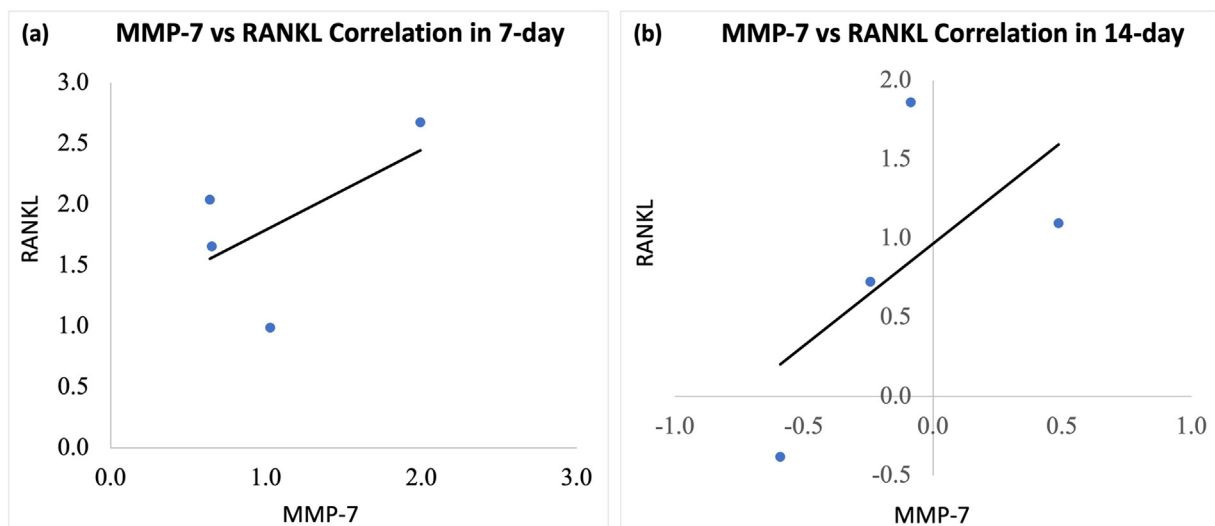 (a) MMP-7 vs RANKL Correlation in 7-day
3.0
2.5
2.0
1.5
1.0
0.5
0.0
RANKL
0.0 1.0 2.0 3.0
MMP-7
(b) MMP-7 vs RANKL Correlation in 14-day
2.0
1.5
1.0
0.5
0.0
-0.5
RANKL
-1.0 -0.5 0.0 0.5 1.0
MMP-7